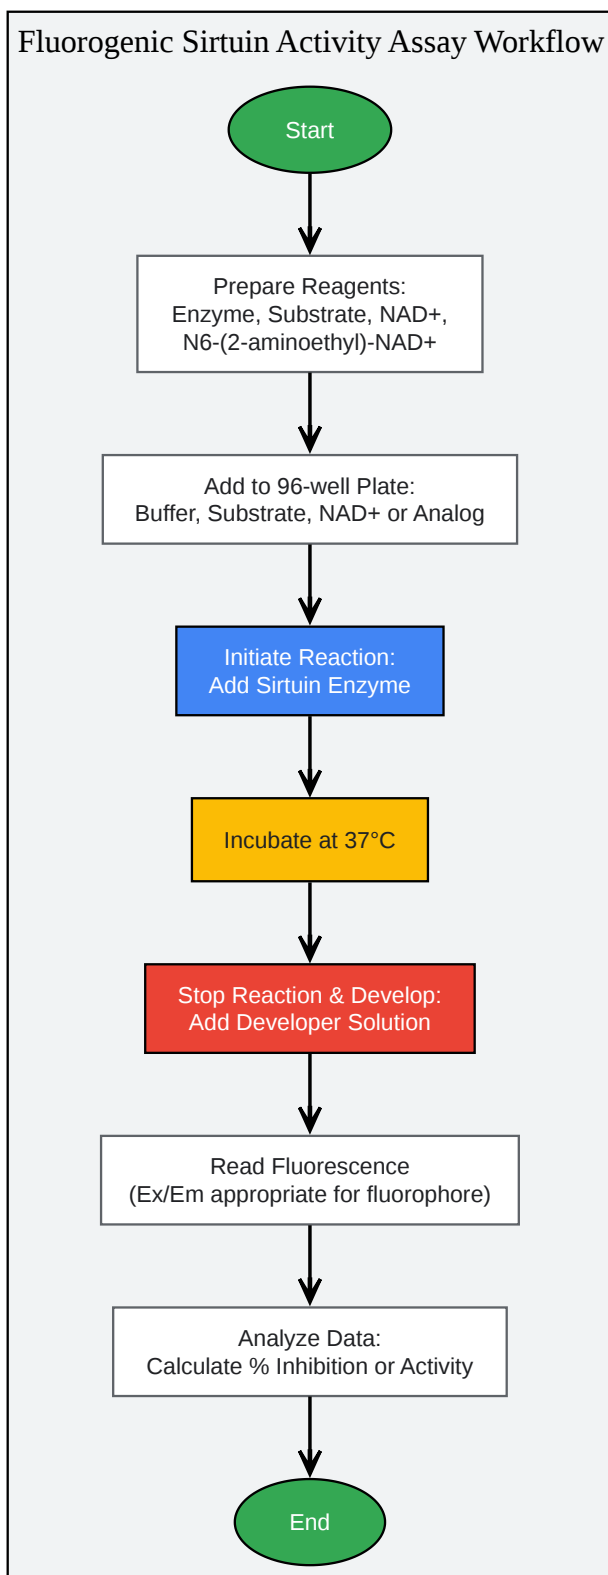 Fluorogenic Sirtuin Activity Assay Workflow
Start
Prepare Reagents:
Enzyme, Substrate, NAD+,
N6-(2-aminoethyl)-NAD+
Add to 96-well Plate:
Buffer, Substrate, NAD+ or Analog
Initiate Reaction:
Add Sirtuin Enzyme
Incubate at 37°C
Stop Reaction & Develop:
Add Developer Solution
Read Fluorescence
(Ex/Em appropriate for fluorophore)
Analyze Data:
Calculate % Inhibition or Activity
End